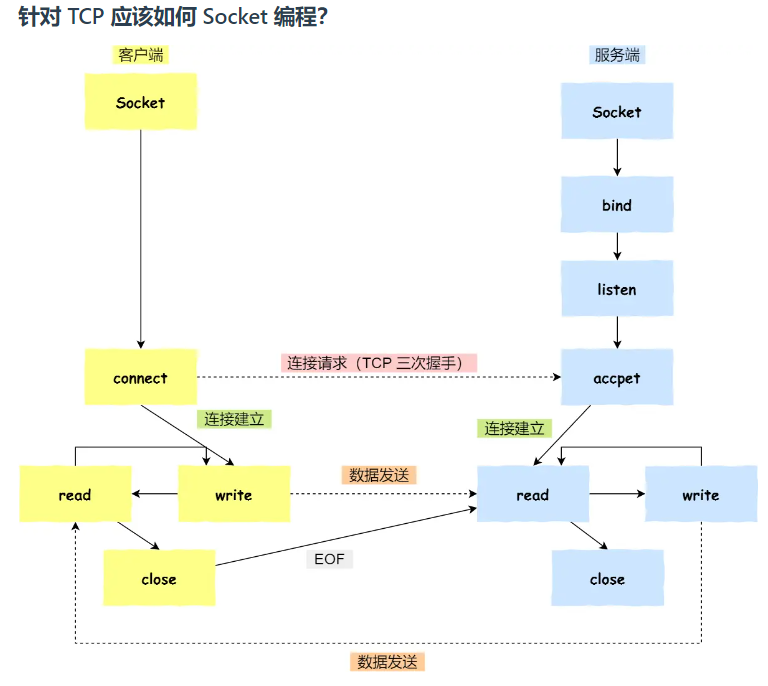 针对 TCP 应该如何 Socket 编程？
客户端
服务端
Socket
Socket
bind
listen
connect
连接请求（TCP 三次握手）
accpet
连接建立
连接建立
read
write
数据发送
read
write
close
EOF
close
数据发送